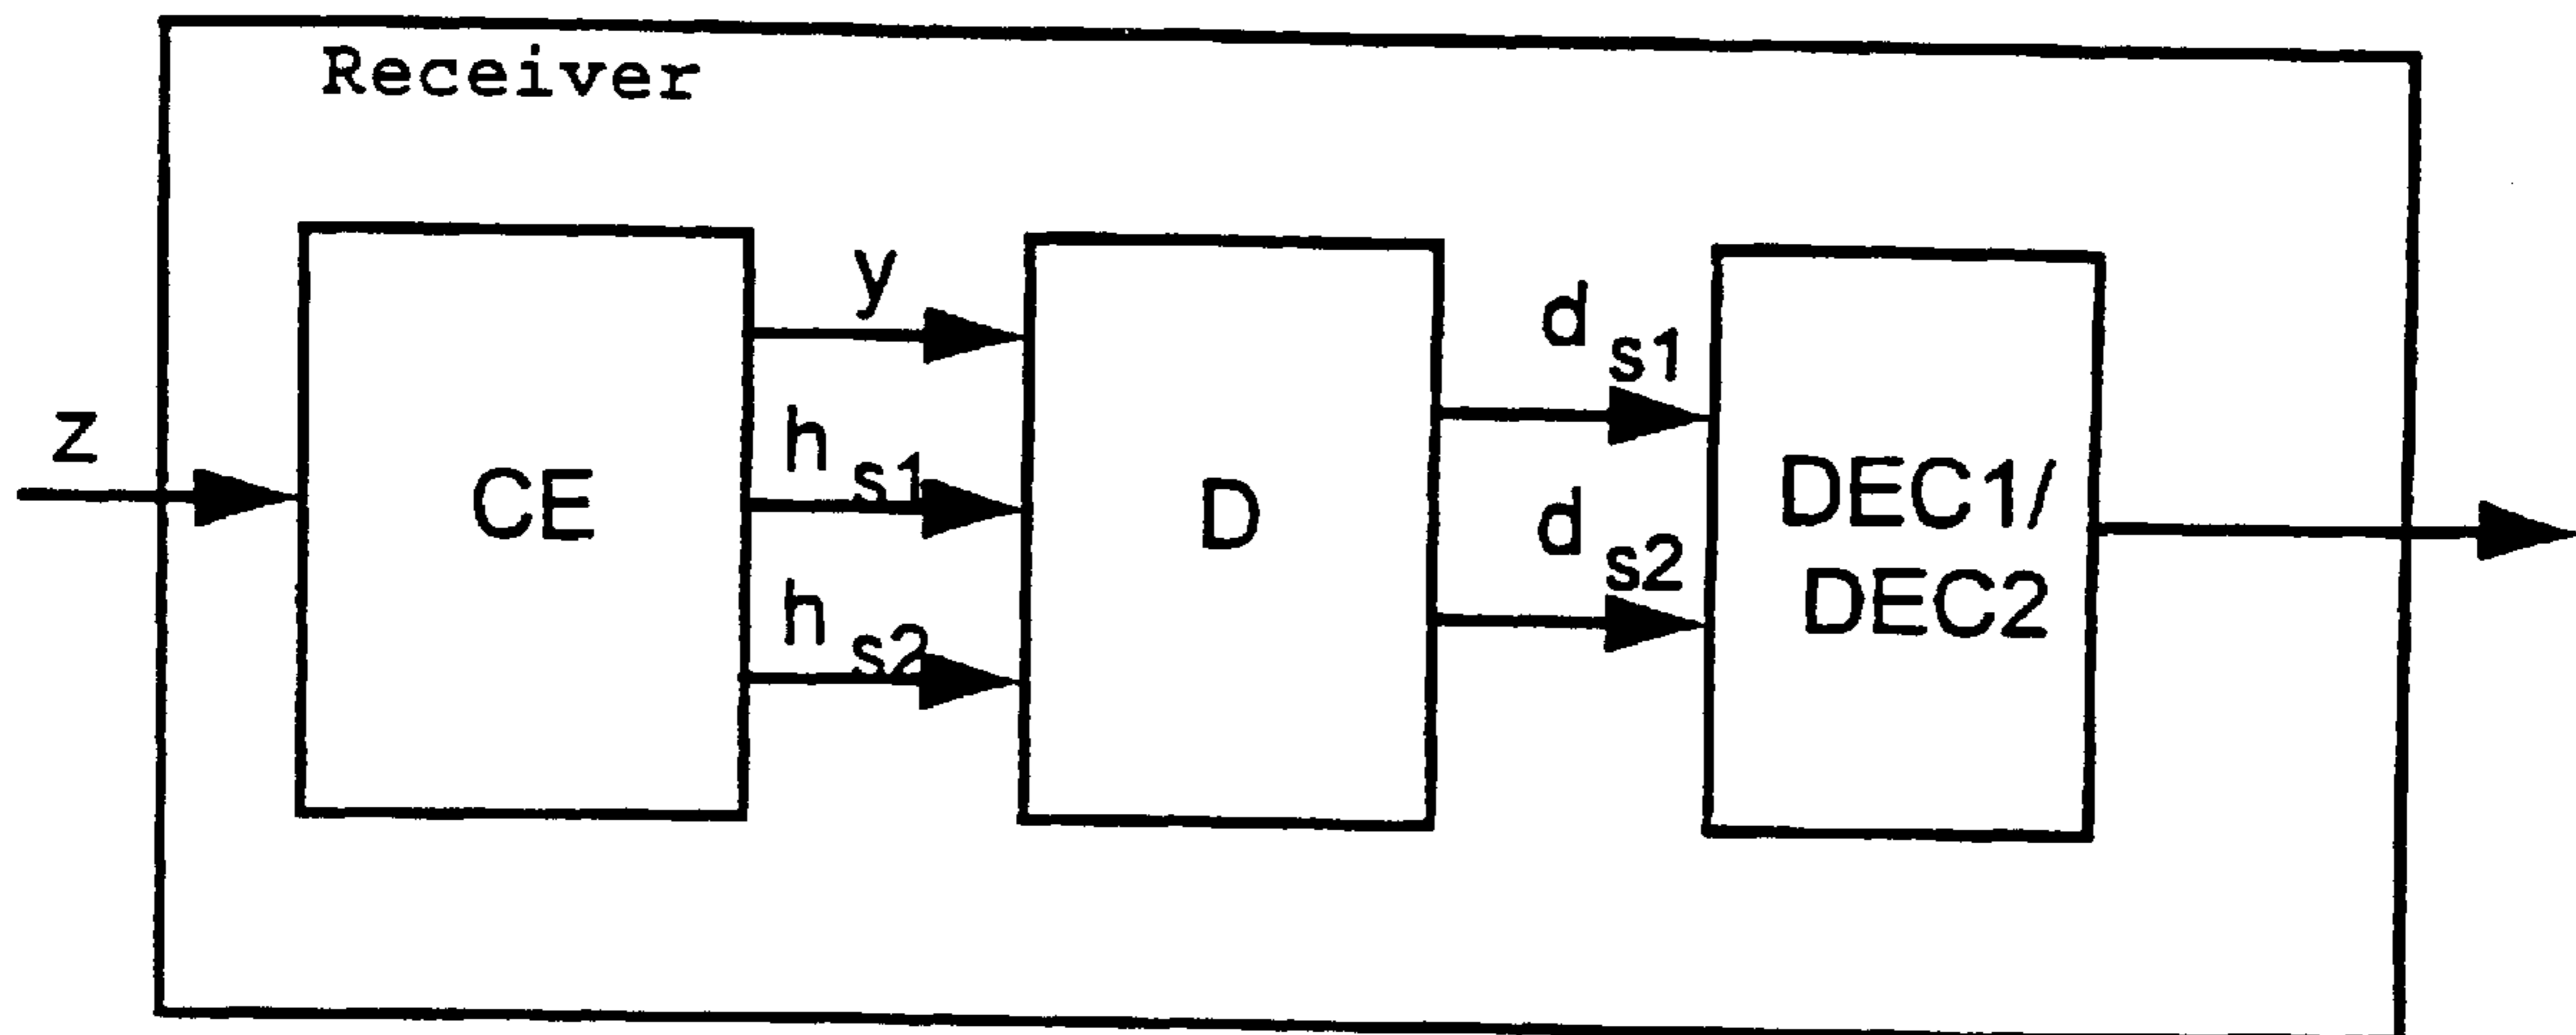 Receiver
z
CE
y
h s1
h s2
D
d s1
d s2
DEC1/
DEC2